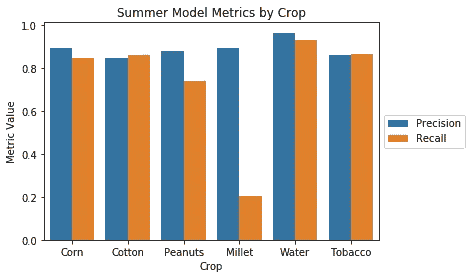 Summer Model Metrics by Crop
Metric Value
1.0
0.8
0.6
0.4
0.2
0.0
Corn Cotton Peanuts Millet Water Tobacco
Crop
Precision
Recall